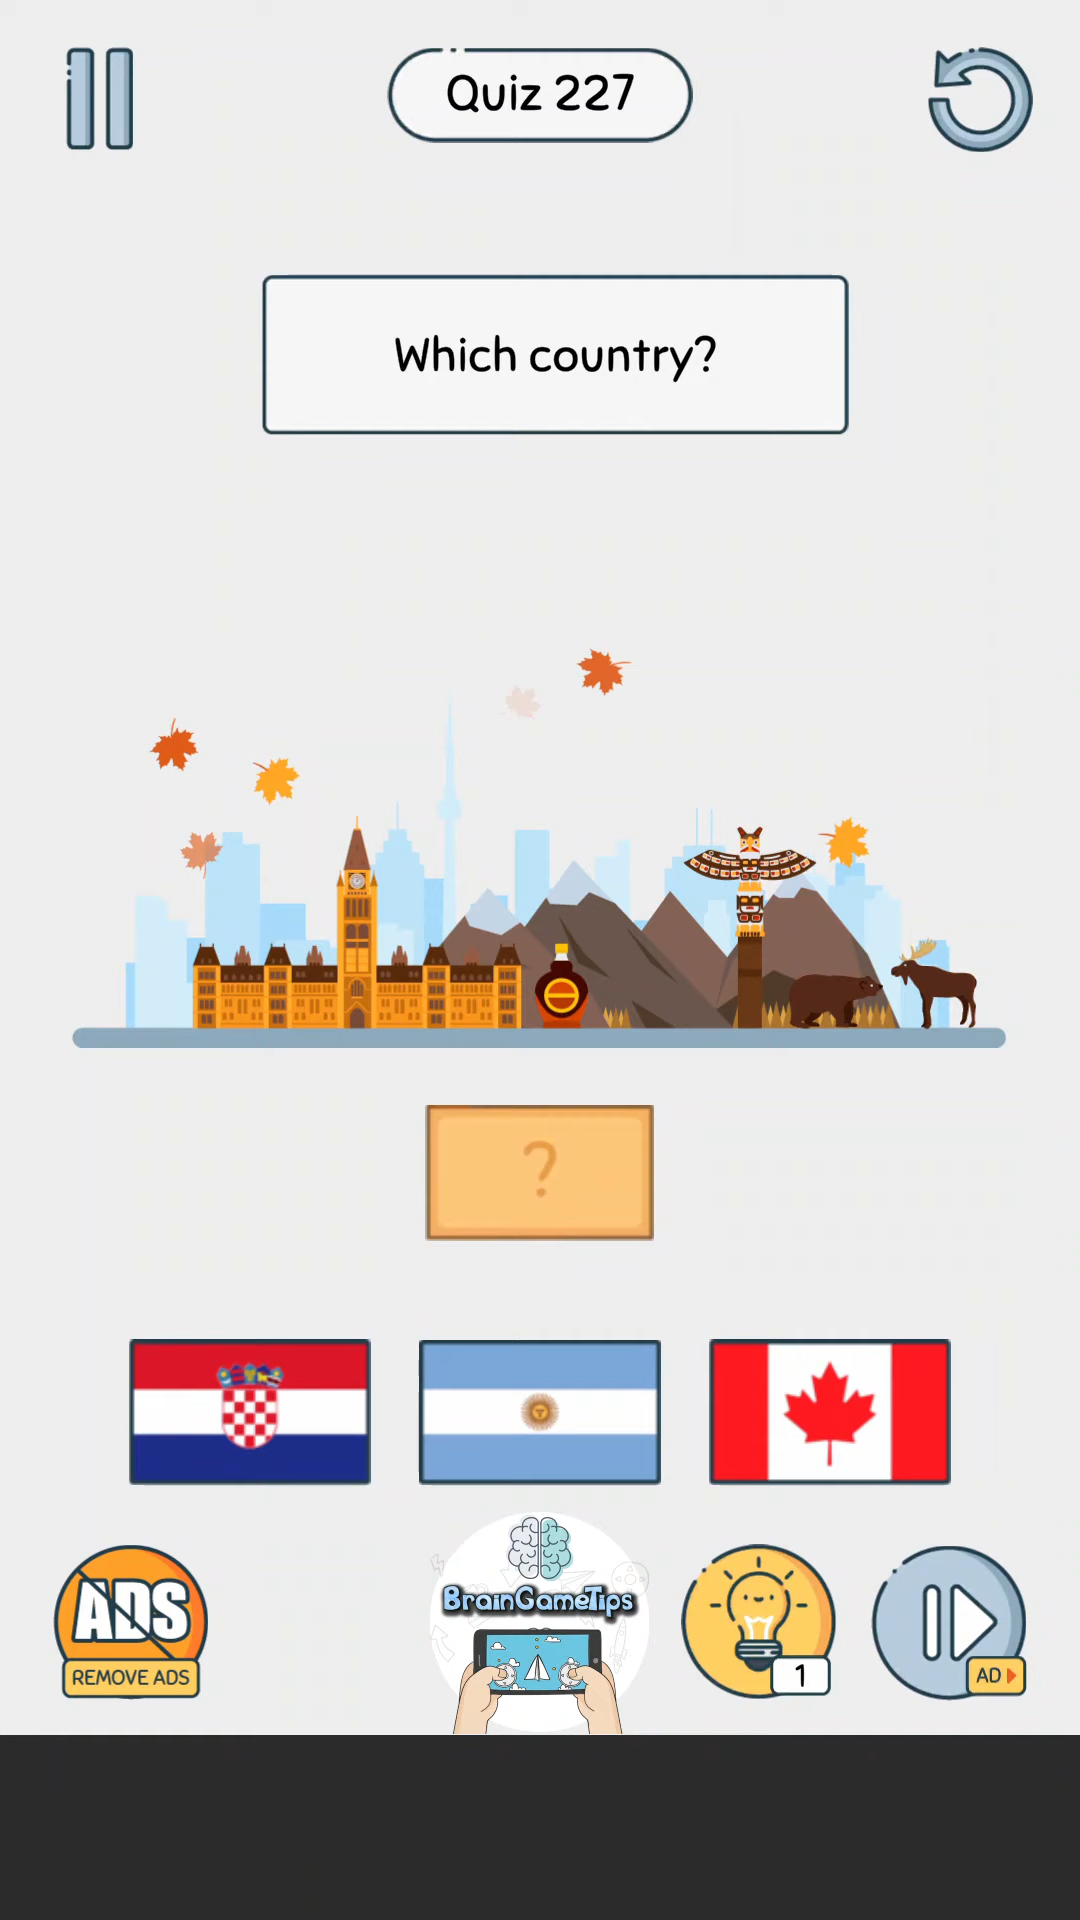 Quiz 227
Which country?
?
ADS
REMOVE ADS
BrainGameTips
1
AD